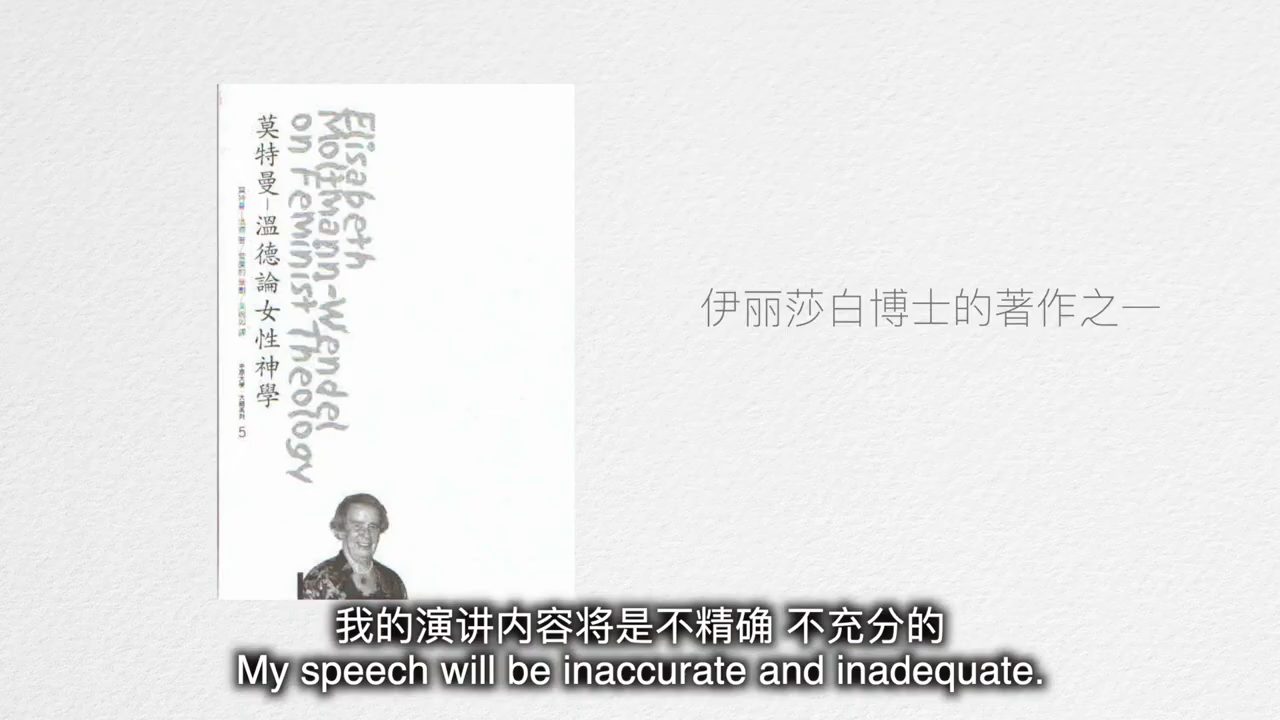 Elisabeth
Moltmann-Wendel
on Feminist Theology
莫特曼-溫德論女性神學
5
伊丽莎白博士的著作之一
我的演讲内容将是不精确 不充分的
My speech will be inaccurate and inadequate.